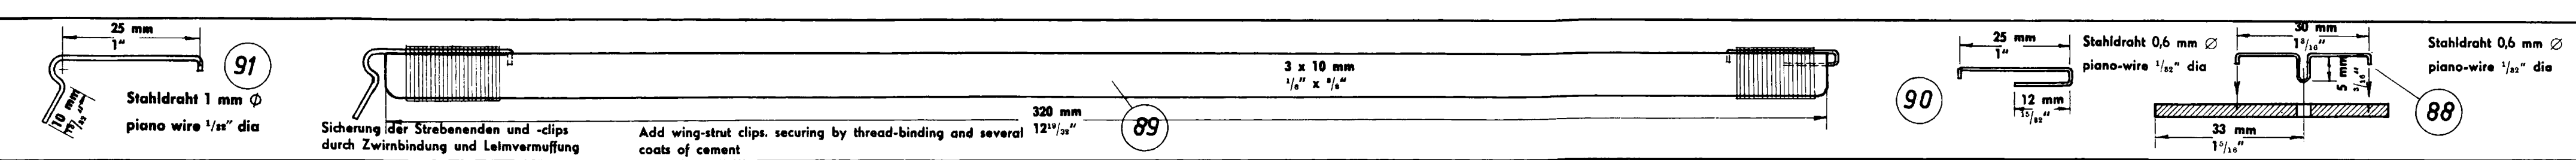 25 mm
1"
91
10 mm
Stahldraht 1 mm ∅
piano wire 1/32" dia
Sicherung der Strebenenden und -clips
durch Zwirnbindung und Leimvermuffung
Add wing-strut clips. securing by thread-binding and several
coats of cement
3 x 10 mm
1/8" x 3/8"
320 mm
12 19/32"
89
90
25 mm
1"
12 mm
15/32"
Stahldraht 0,6 mm ∅
piano-wire 1/32" dia
30 mm
1 3/16"
5 mm
3/16"
33 mm
1 5/16"
Stahldraht 0,6 mm ∅
piano-wire 1/32" dia
88